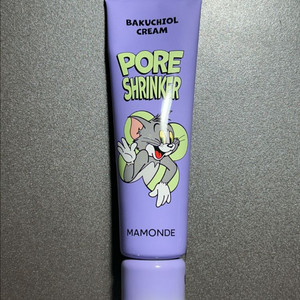 BAKUCHIOL
CREAM
PORE
SHRINKER
MAMONDE